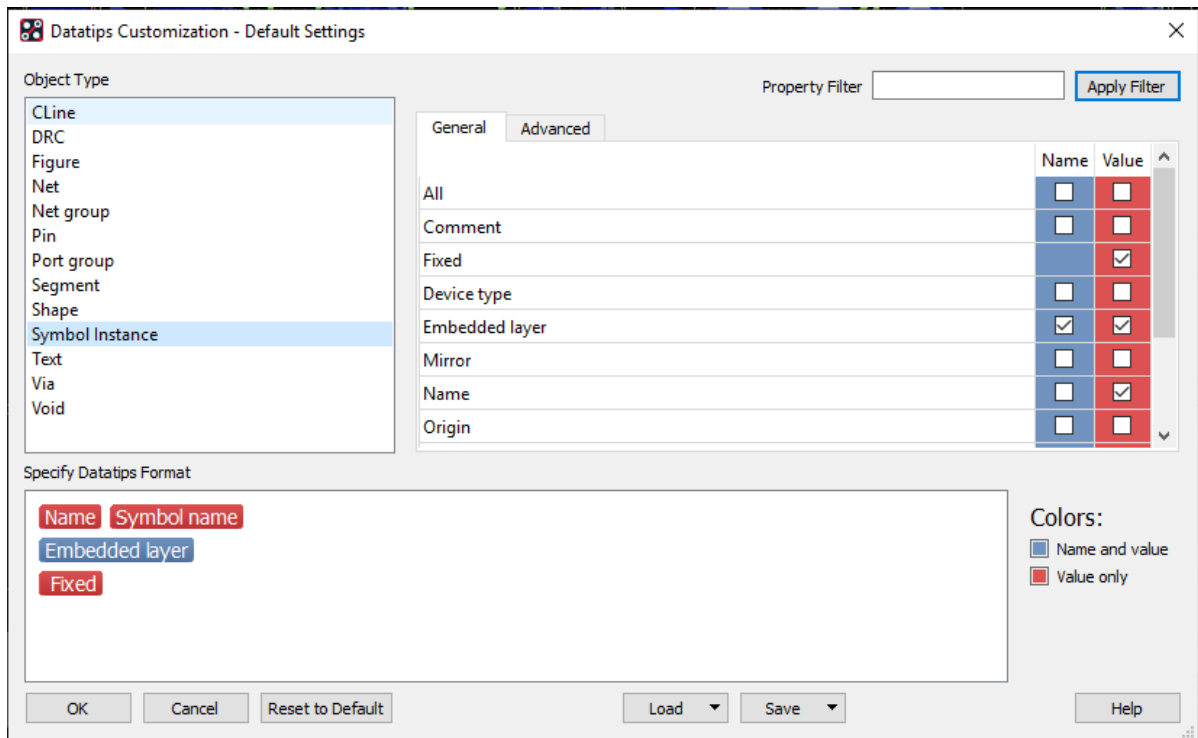 Datatips Customization - Default Settings
Object Type
Property Filter
Apply Filter
CLine
DRC
Figure
Net
Net group
Pin
Port group
Segment
Shape
Symbol Instance
Text
Via
Void
General Advanced
Name Value
All
Comment
Fixed
Device type
Embedded layer
Mirror
Name
Origin
Specify Datatips Format
Name Symbol name
Embedded layer
Fixed
Colors:
Name and value
Value only
OK Cancel Reset to Default Load Save Help